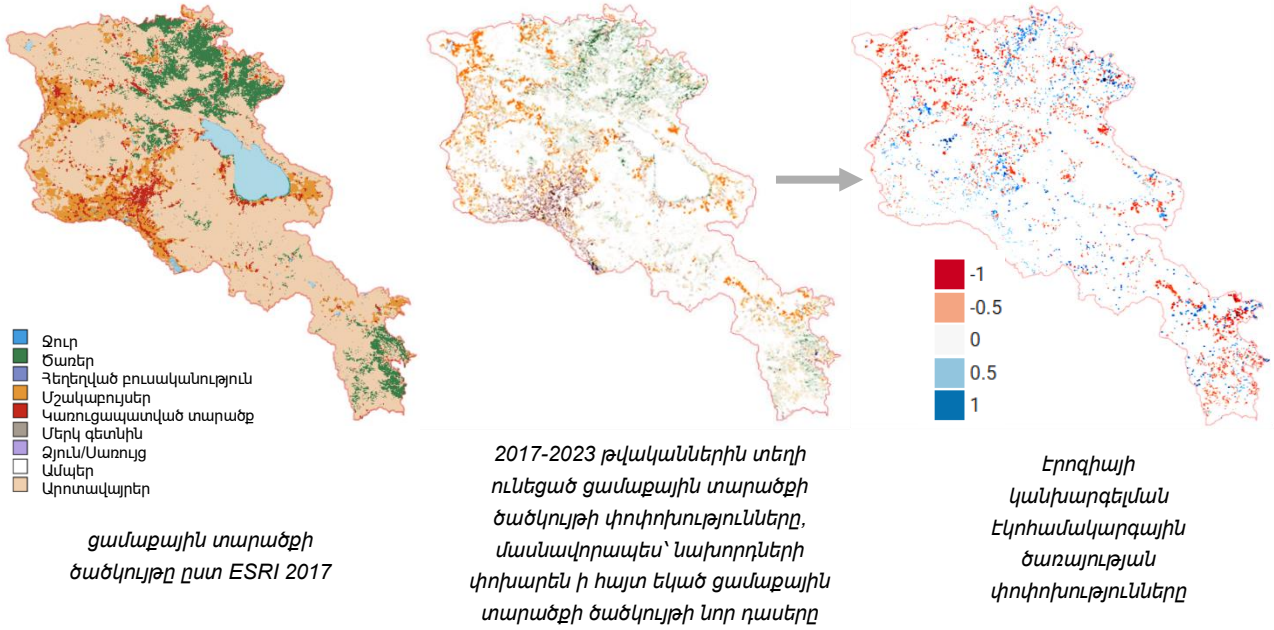 Ջուր
Ծառեր
Հեղեղված բուսականություն
Մշակաբույսեր
Կառուցապատված տարածք
Մերկ գետնին
Ձյուն/Սառույց
Ամպեր
Արոտավայրեր
ցամաքային տարածքի
ծածկույթը ըստ ESRI 2017
2017-2023 թվականներին տեղի
ունեցած ցամաքային տարածքի
ծածկույթի փոփոխությունները,
մասնավորապես՝ նախորդների
փոխարեն ի հայտ եկած ցամաքային
տարածքի ծածկույթի նոր դասերը
-1
-0.5
0
0.5
1
Էրոզիայի
կանխարգելման
էկոհամակարգային
ծառայության
փոփոխությունները